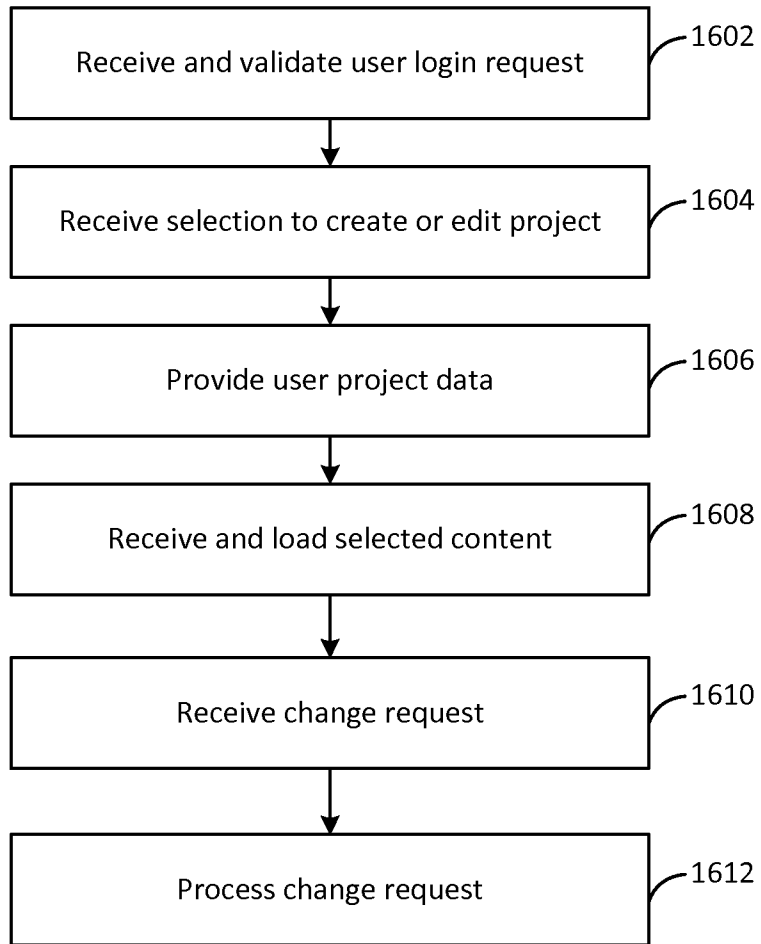 Receive and validate user login request
1602
Receive selection to create or edit project
1604
Provide user project data
1606
Receive and load selected content
1608
Receive change request
1610
Process change request
1612